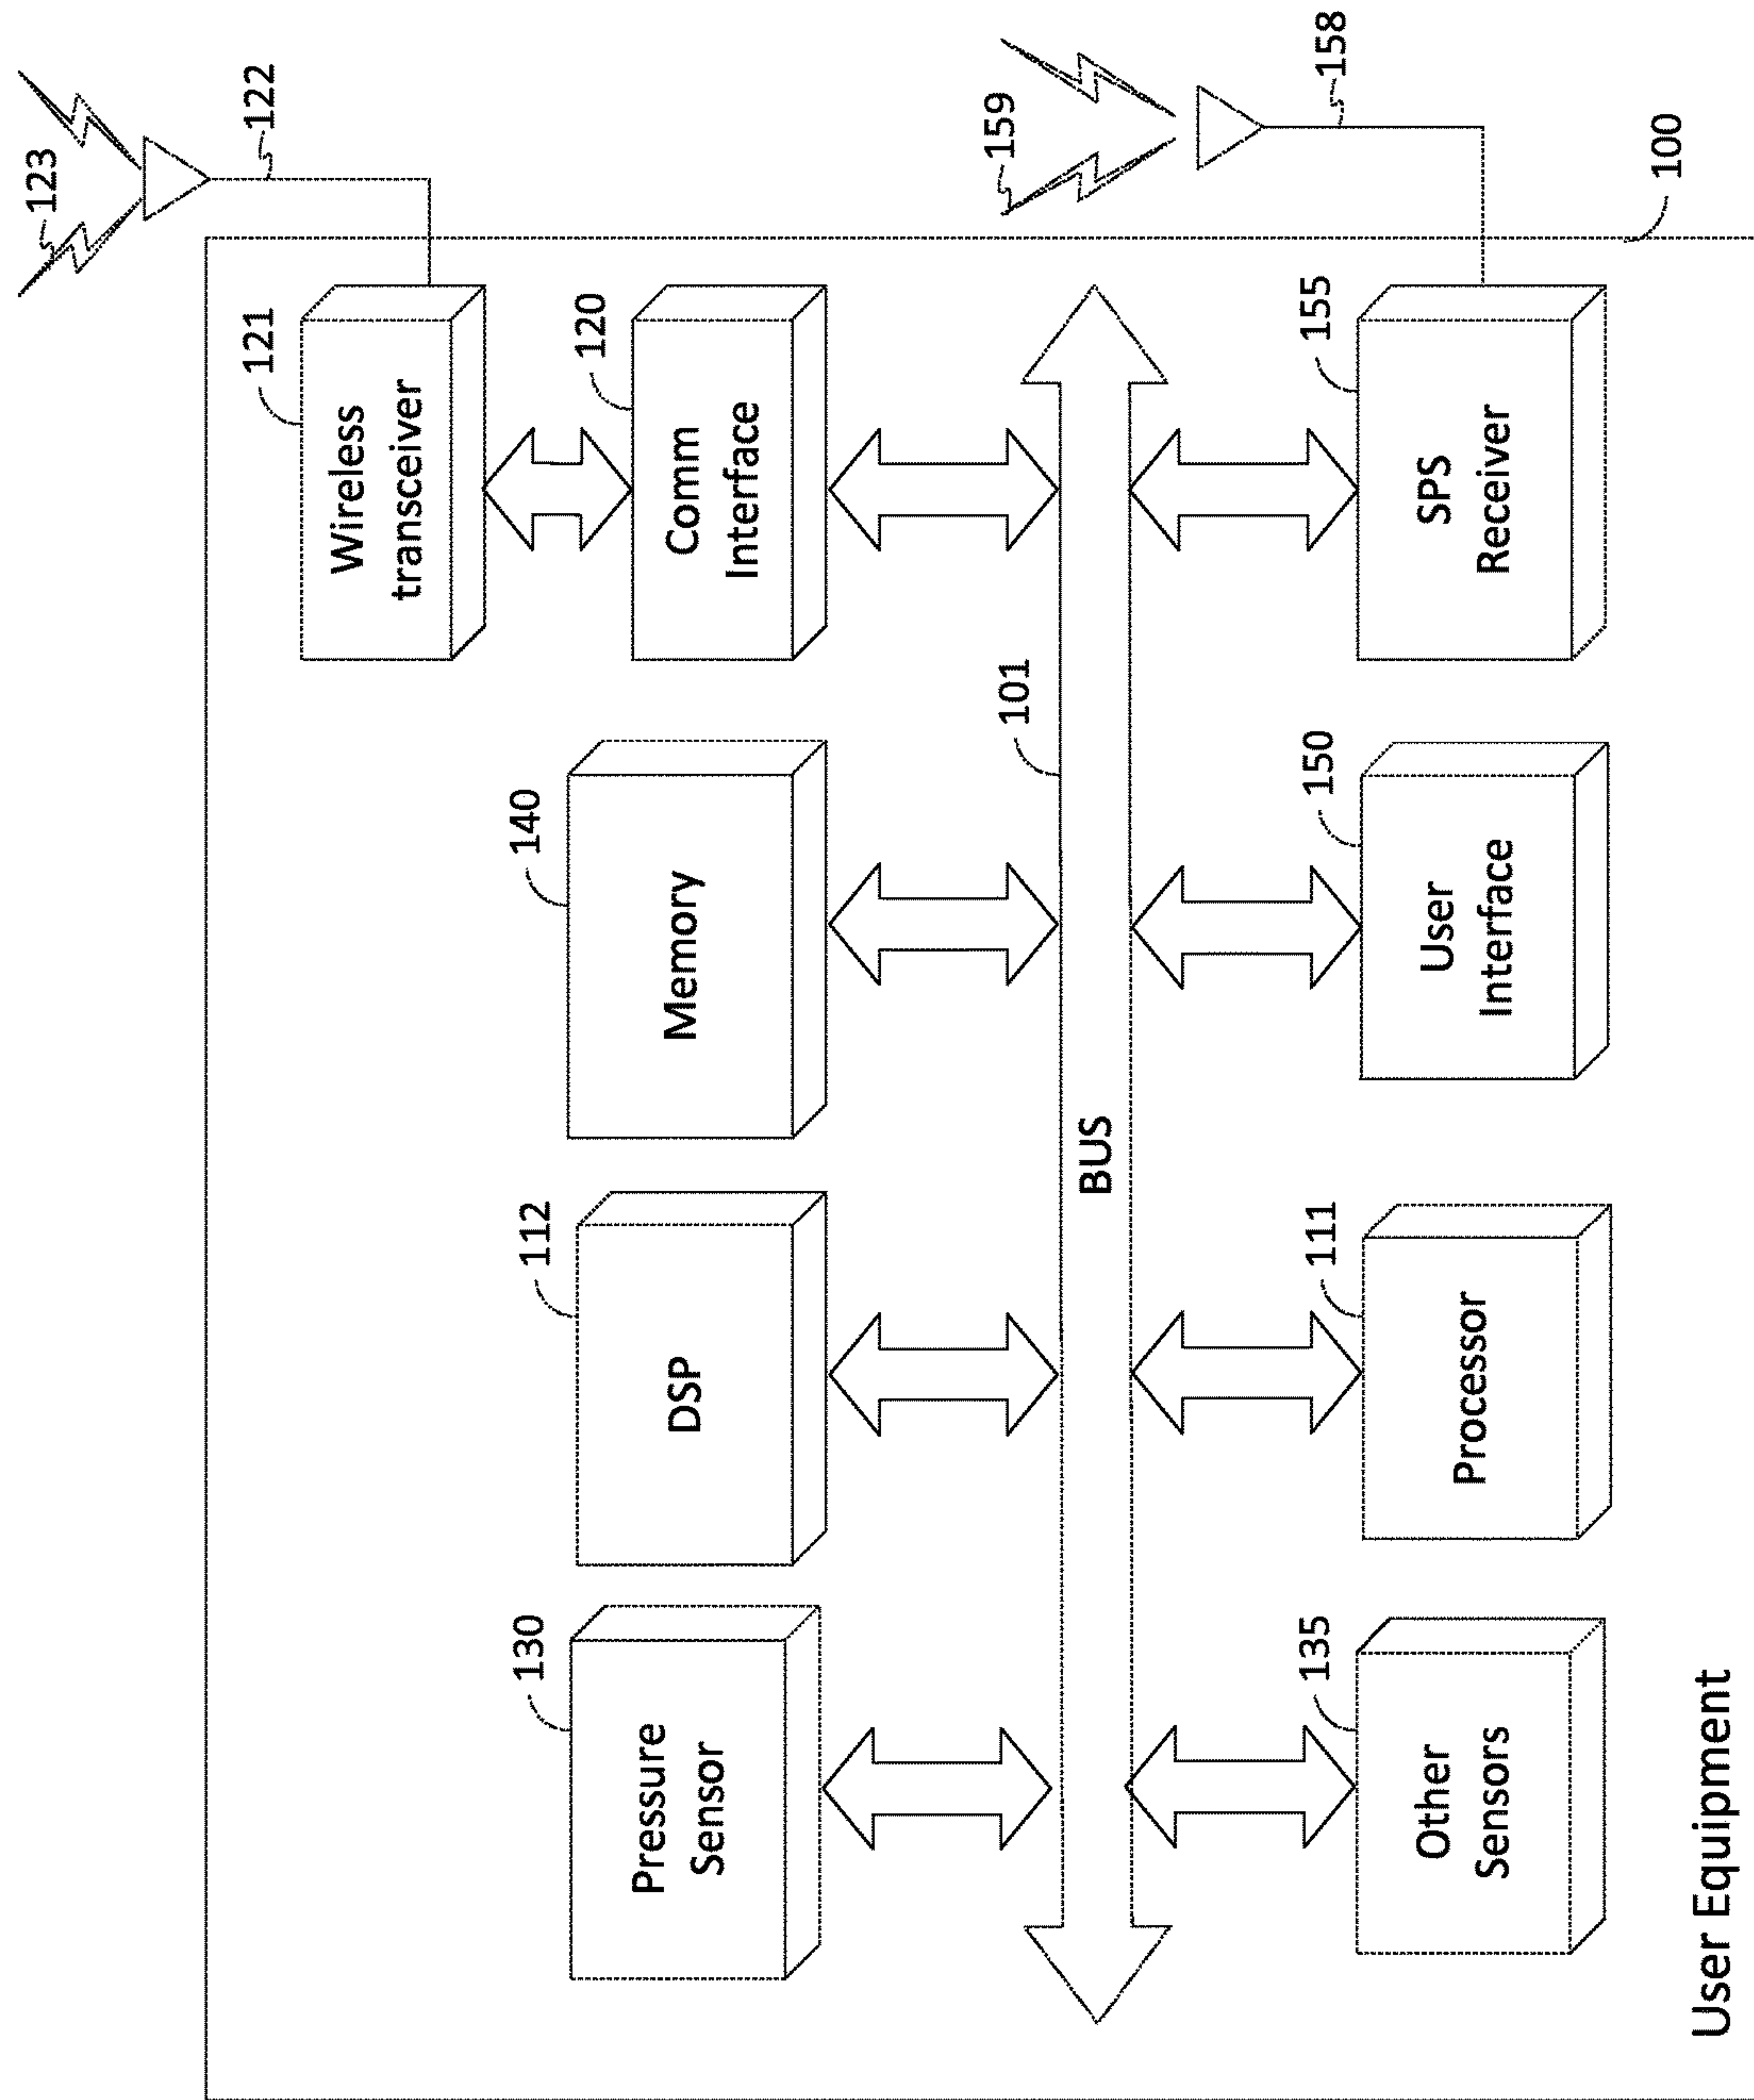 123
121
122
Wireless
transceiver
130
112
140
120
Pressure
Sensor
DSP
Memory
Comm
Interface
101
159
BUS
135
111
150
155
158
Other
Sensors
Processor
User
Interface
SPS
Receiver
100
User Equipment